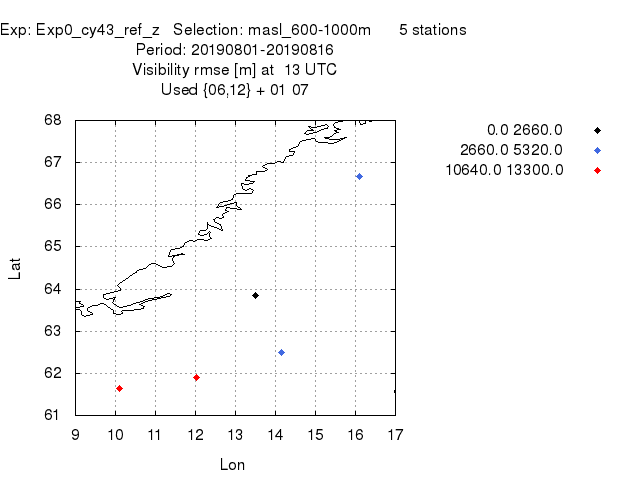 Exp: Exp0_cy43_ref_z   Selection: masl_600-1000m      5 stations
Period: 20190801-20190816
Visibility rmse [m] at  13 UTC
Used {06,12} + 01 07
0.0 2660.0
2660.0 5320.0
10640.0 13300.0
68
67
66
65
64
63
62
61
Lat
9 10 11 12 13 14 15 16 17
Lon